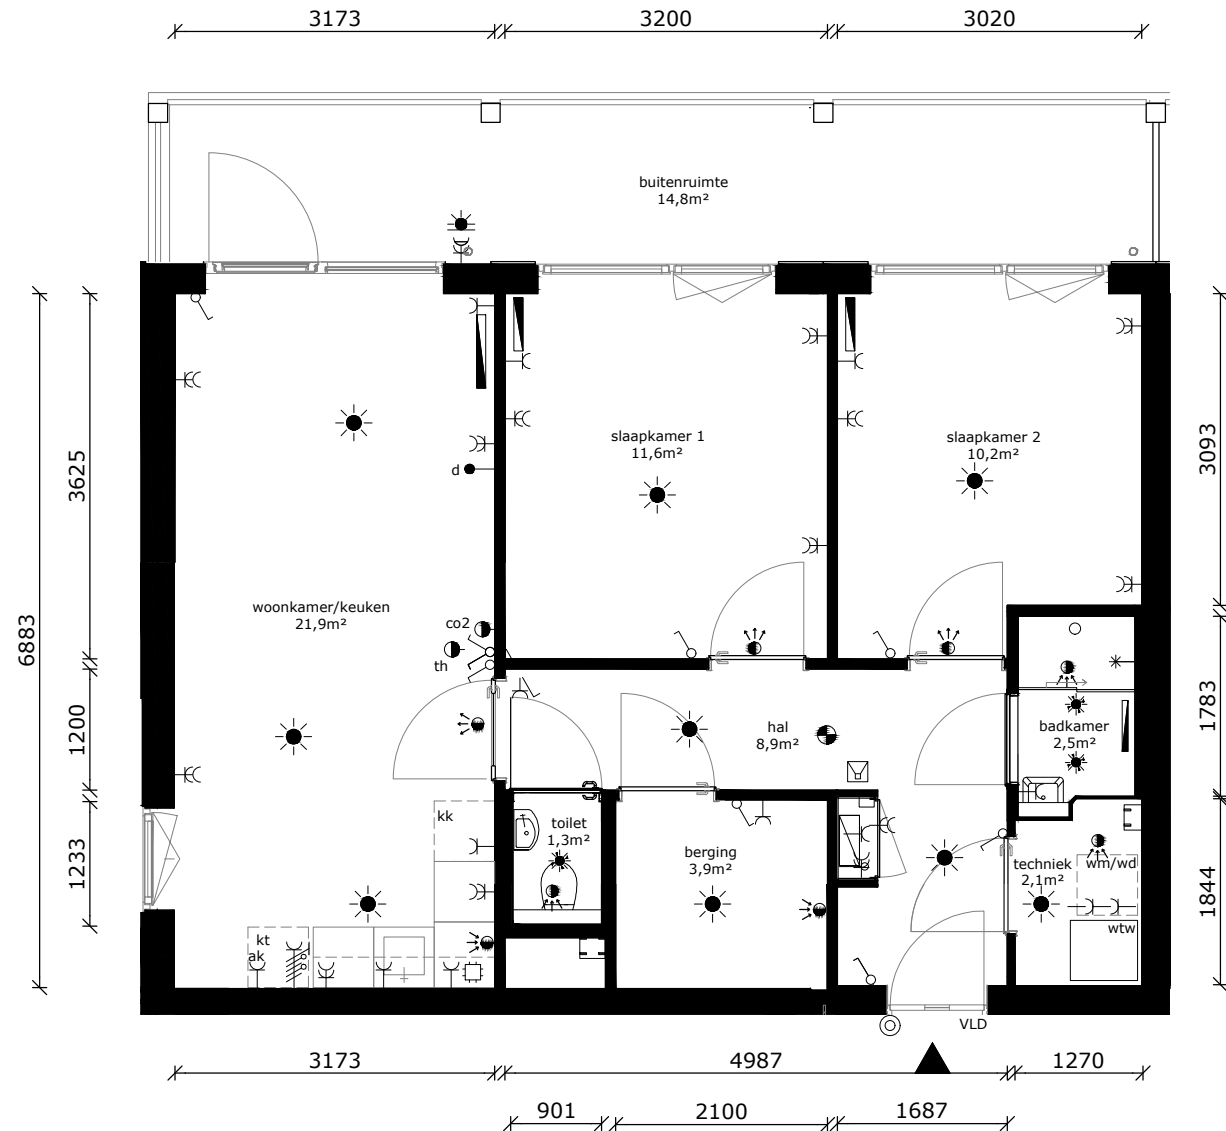 3173
3200
3020
buitenruimte
14,8m²
6883
3625
1200
1233
3093
1783
1844
slaapkamer 1
11,6m²
slaapkamer 2
10,2m²
d
woonkamer/keuken
21,9m²
co2
th
hal
8,9m²
badkamer
2,5m²
kk
toilet
1,3m²
berging
3,9m²
techniek
2,1m²
wm/wd
wtw
kt
ak
VLD
3173
4987
1270
901
2100
1687